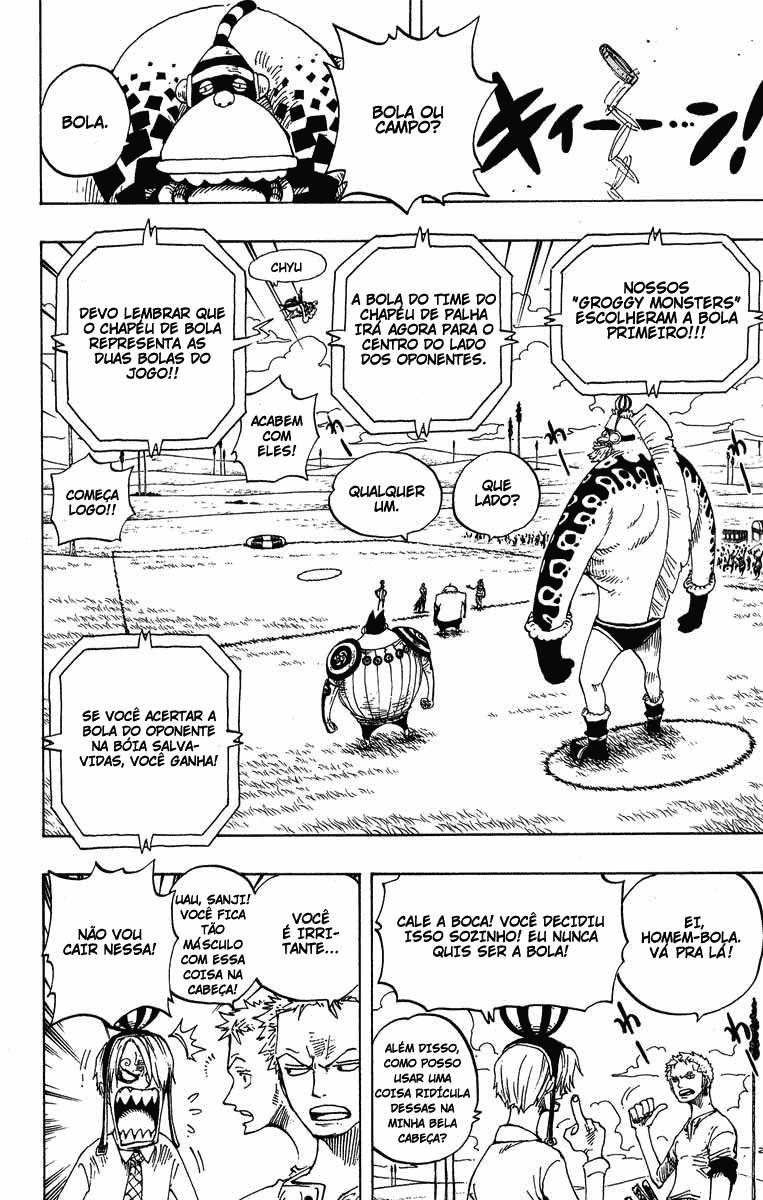 キィーーン!
BOLA OU
CAMPO?
BOLA.
NOSSOS
"GROGGY MONSTERS"
ESCOLHERAM A BOLA
PRIMEIRO!!!
A BOLA DO TIME DO
CHAPÉU DE PALHA
IRÁ AGORA PARA O
CENTRO DO LADO
DOS OPONENTES.
CHYU
DEVO LEMBRAR QUE
O CHAPÉU DE BOLA
REPRESENTA AS
DUAS BOLAS DO
JOGO!!
ACABEM
COM
ELES!
わ
わ
わ
QUE
LADO?
QUALQUER
UM.
COMEÇA
LOGO!!
SE VOCÊ ACERTAR A
BOLA DO OPONENTE
NA BÓIA SALVA-
VIDAS, VOCÊ GANHA!
EI,
HOMEM-BOLA.
VÁ PRA LÁ!
CALE A BOCA! VOCÊ DECIDIU
ISSO SOZINHO! EU NUNCA
QUIS SER A BOLA!
ALÉM DISSO,
COMO POSSO
USAR UMA
COISA RIDÍCULA
DESSAS NA
MINHA BELA
CABEÇA?
わ
わ
VOCÊ
É IRRI-
TANTE...
UAU, SANJI!
VOCÊ FICA
TÃO
MÁSCULO
COM ESSA
COISA NA
CABEÇA!
NÃO VOU
CAIR NESSA!